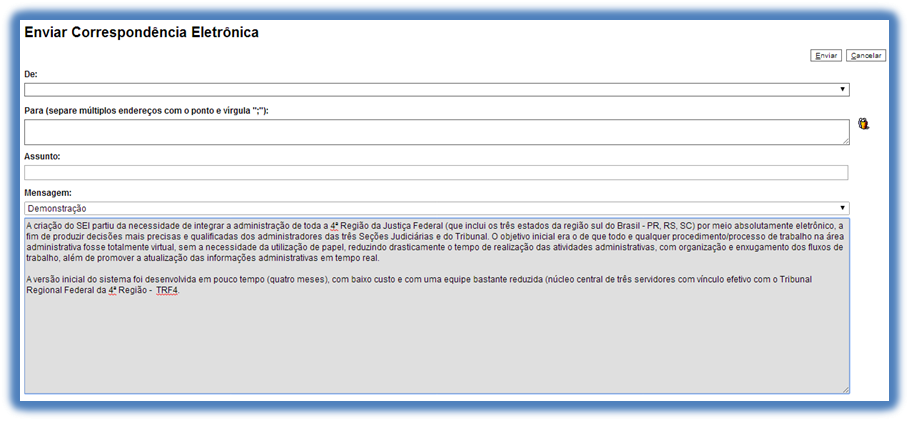 Enviar Correspondência Eletrônica
Enviar Cancelar
De:
Para (separe múltiplos endereços com o ponto e vírgula ";"):
Assunto:
Mensagem:
Demonstração
A criação do SEI partiu da necessidade de integrar a administração de toda a 4ª Região da Justiça Federal (que inclui os três estados da região sul do Brasil - PR, RS, SC) por meio absolutamente eletrônico, a
fim de produzir decisões mais precisas e qualificadas dos administradores das três Seções Judiciárias e do Tribunal. O objetivo inicial era o de que todo e qualquer procedimento/processo de trabalho na área
administrativa fosse totalmente virtual, sem a necessidade da utilização de papel, reduzindo drasticamente o tempo de realização das atividades administrativas, com organização e enxugamento dos fluxos de
trabalho, além de promover a atualização das informações administrativas em tempo real.
A versão inicial do sistema foi desenvolvida em pouco tempo (quatro meses), com baixo custo e com uma equipe bastante reduzida (núcleo central de três servidores com vínculo efetivo com o Tribunal
Regional Federal da 4ª Região - TRF4.